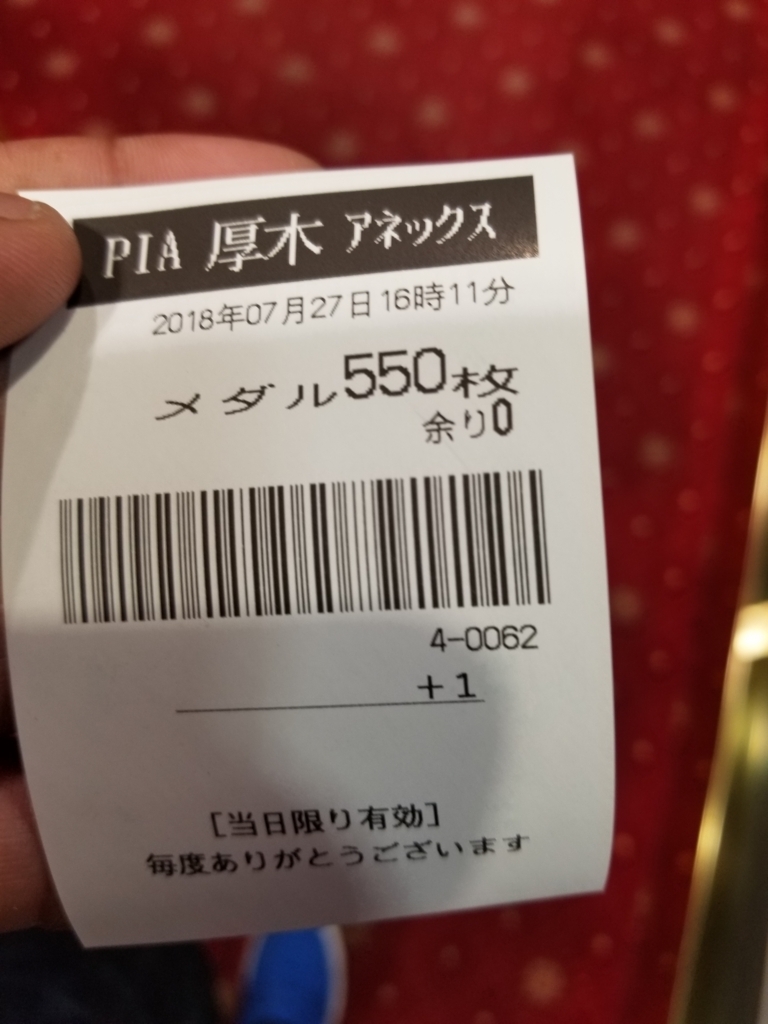 PIA 厚木 アネックス
2018年07月27日16時11分
メダル550枚
余り0
4-0062
+1
[当日限り有効]
毎度ありがとうございます